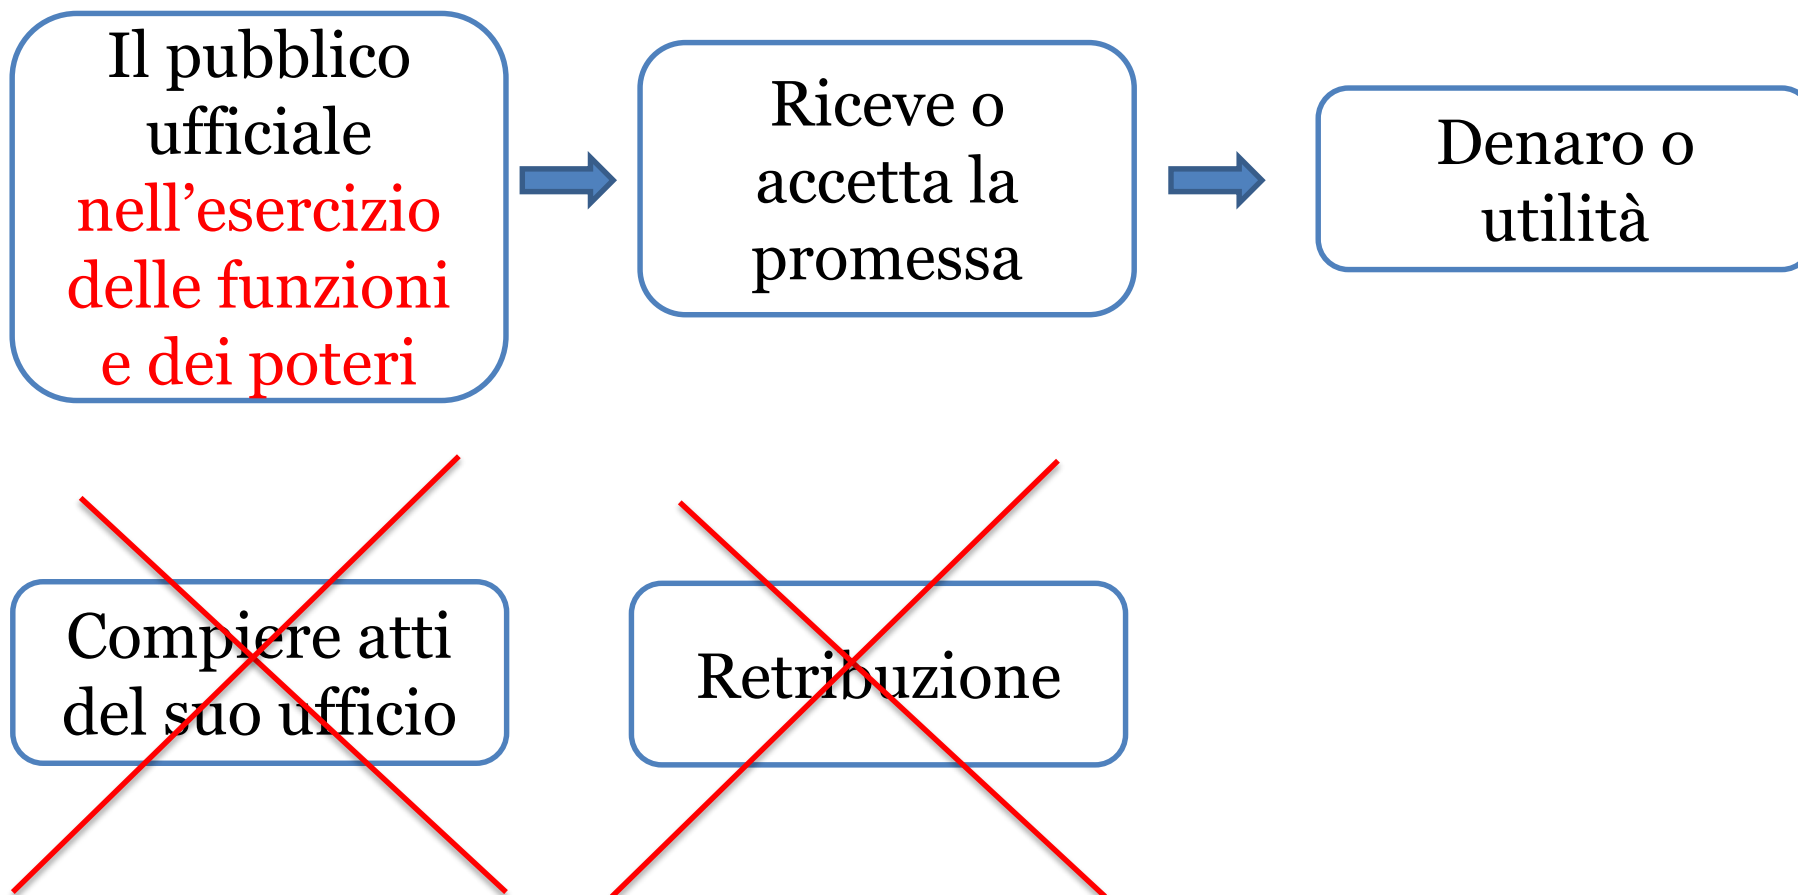 Il pubblico
ufficiale
nell’esercizio
delle funzioni
e dei poteri
Riceve o
accetta la
promessa
Denaro o
utilità
Compiere atti
del suo ufficio
Retribuzione